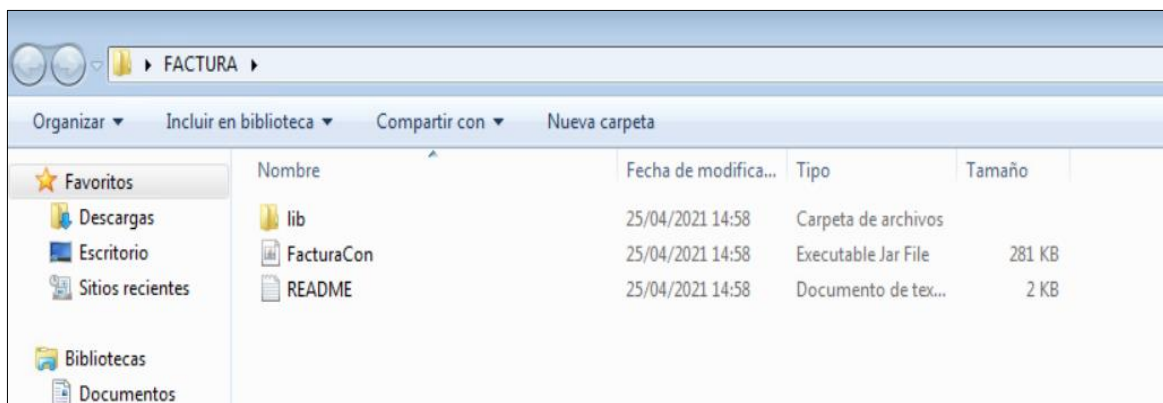 FACTURA
Organizar Incluir en biblioteca Compartir con Nueva carpeta
Favoritos
Descargas
Escritorio
Sitios recientes
Bibliotecas
Documentos
Nombre Fecha de modifica... Tipo Tamaño
lib 25/04/2021 14:58 Carpeta de archivos
FacturaCon 25/04/2021 14:58 Executable Jar File 281 KB
README 25/04/2021 14:58 Documento de tex... 2 KB